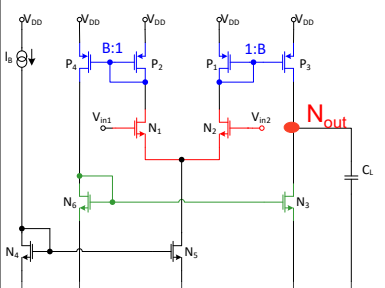 VDD VDD VDD VDD VDD
B:1 1:B
IB P4 P2 P1 P3
Vin1 Vin2 Nout
N1 N2
CL
N6 N3
N4 N5